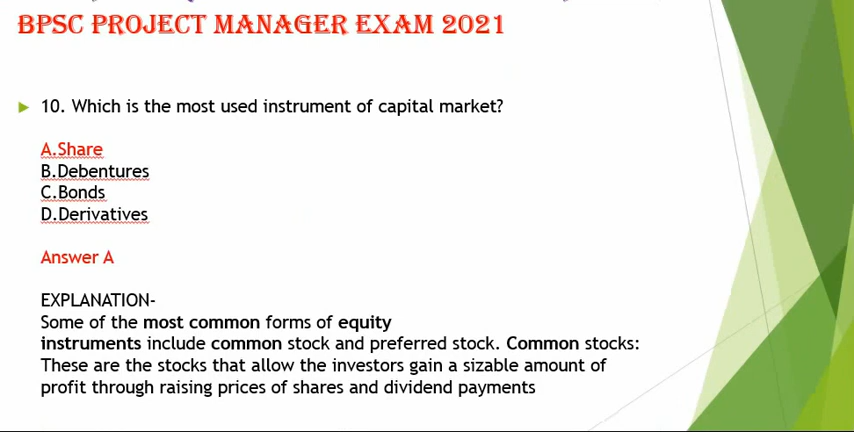 BPSC PROJECT MANAGER EXAM 2021
10. Which is the most used instrument of capital market?
A.Share
B.Debentures
C.Bonds
D.Derivatives
Answer A
EXPLANATION-
Some of the most common forms of equity
instruments include common stock and preferred stock. Common stocks:
These are the stocks that allow the investors gain a sizable amount of
profit through raising prices of shares and dividend payments